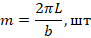 m = 2πL/b, шт